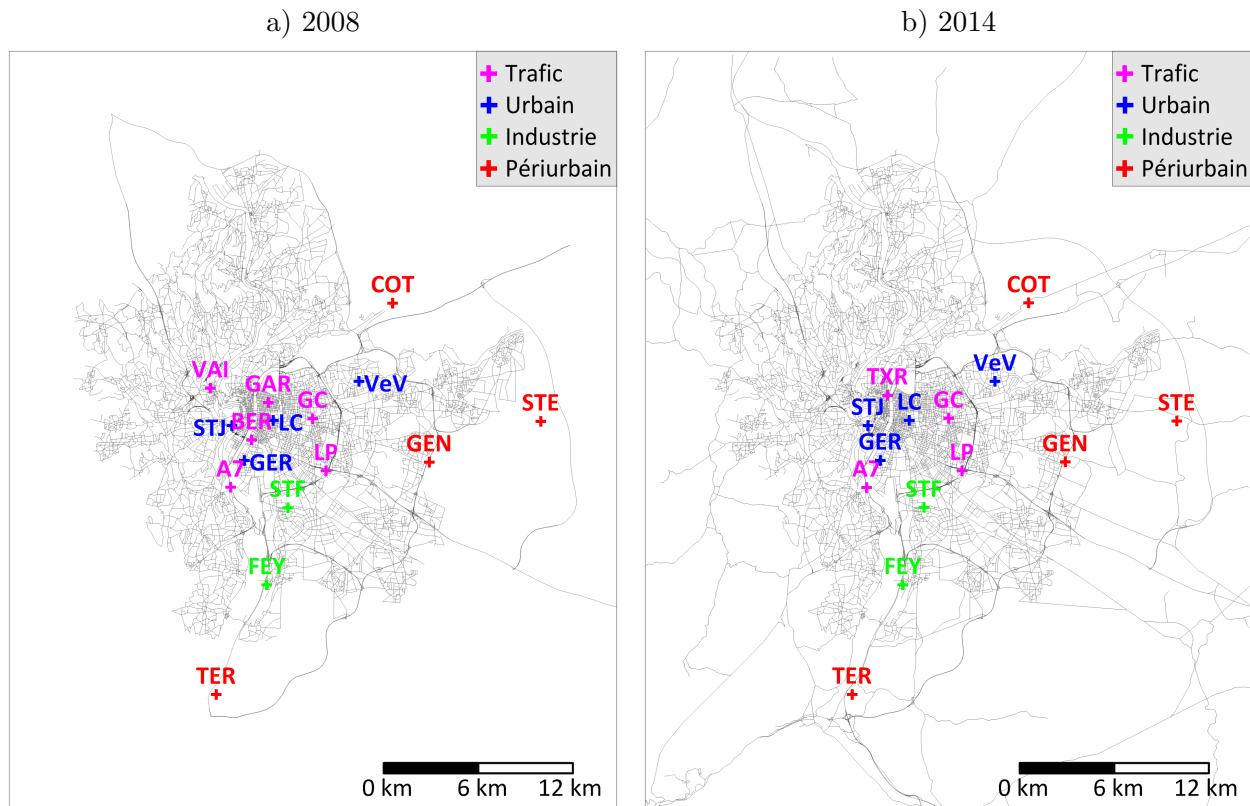 a) 2008
Trafic
Urbain
Industrie
Périurbain
COT
VAI
GAR
VeV
GC
STE
STJ
BER
LC
GEN
A7
GER
LP
STF
FEY
TER
0 km 6 km 12 km
b) 2014
Trafic
Urbain
Industrie
Périurbain
COT
VeV
TXR
STJ
LC
GC
STE
GER
GEN
A7
LP
STF
FEY
TER
0 km 6 km 12 km